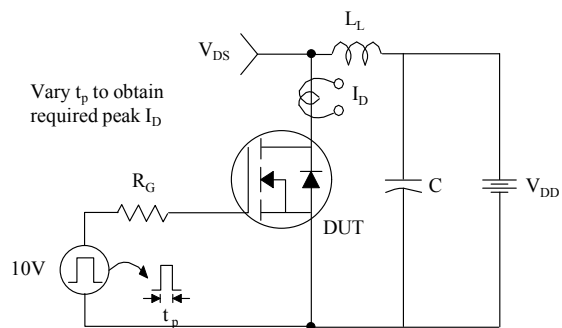 L_L
V_DS
I_D
Vary t_p to obtain
required peak I_D
R_G
C
V_DD
DUT
10V
t_p